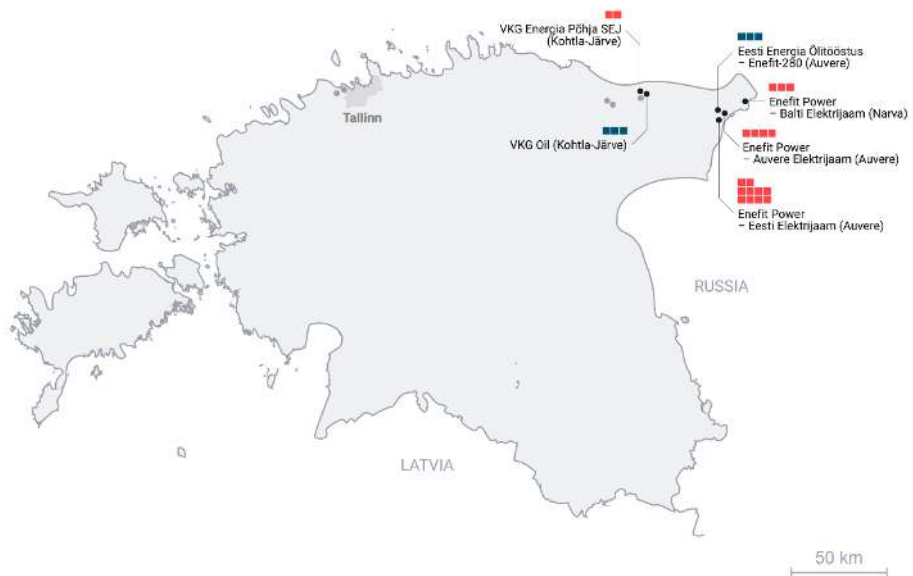 VKG Energia Põhja SEJ
(Kohtla-Järve)
Eesti Energia Õlitööstus
– Enefit-280 (Auvere)
Enefit Power
– Balti Elektrijaam (Narva)
Tallinn
VKG Oil (Kohtla-Järve)
Enefit Power
– Auvere Elektrijaam (Auvere)
Enefit Power
– Eesti Elektrijaam (Auvere)
RUSSIA
LATVIA
50 km